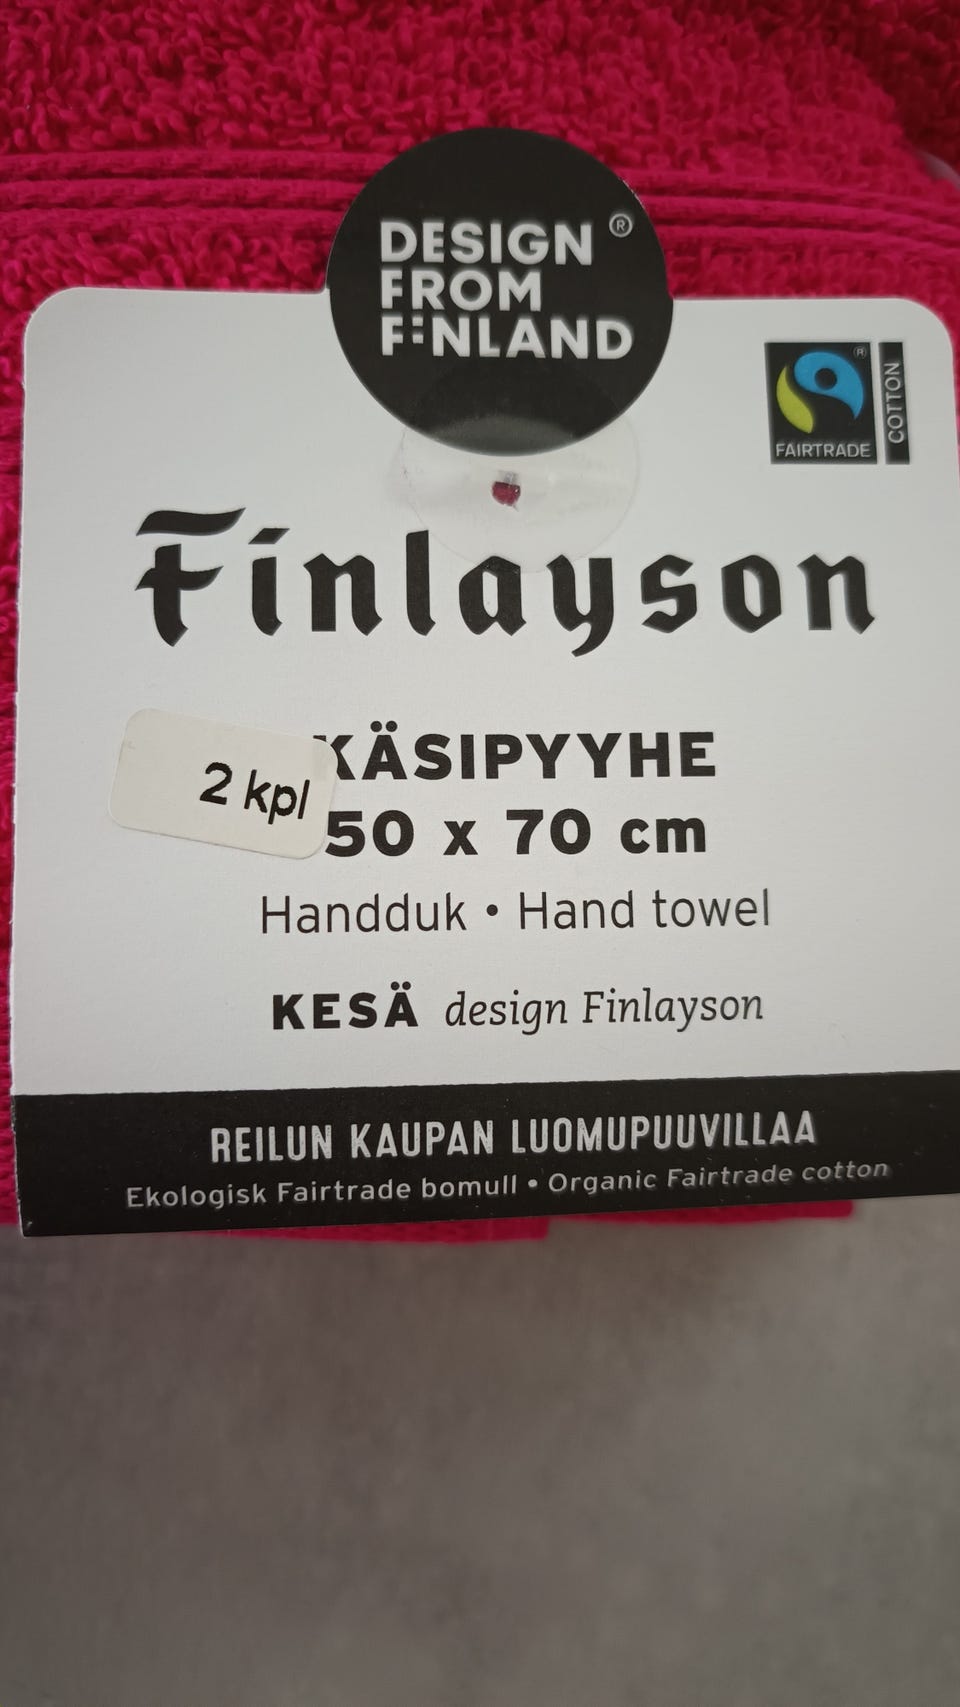 DESIGN ®
FROM
FINLAND
®
FAIRTRADE
COTTON
Finlayson
2 kpl
KÄSIPYYHE
50 x 70 cm
Handduk • Hand towel
KESÄ design Finlayson
REILUN KAUPAN LUOMUPUUVILLAA
Ekologisk Fairtrade bomull • Organic Fairtrade cotton